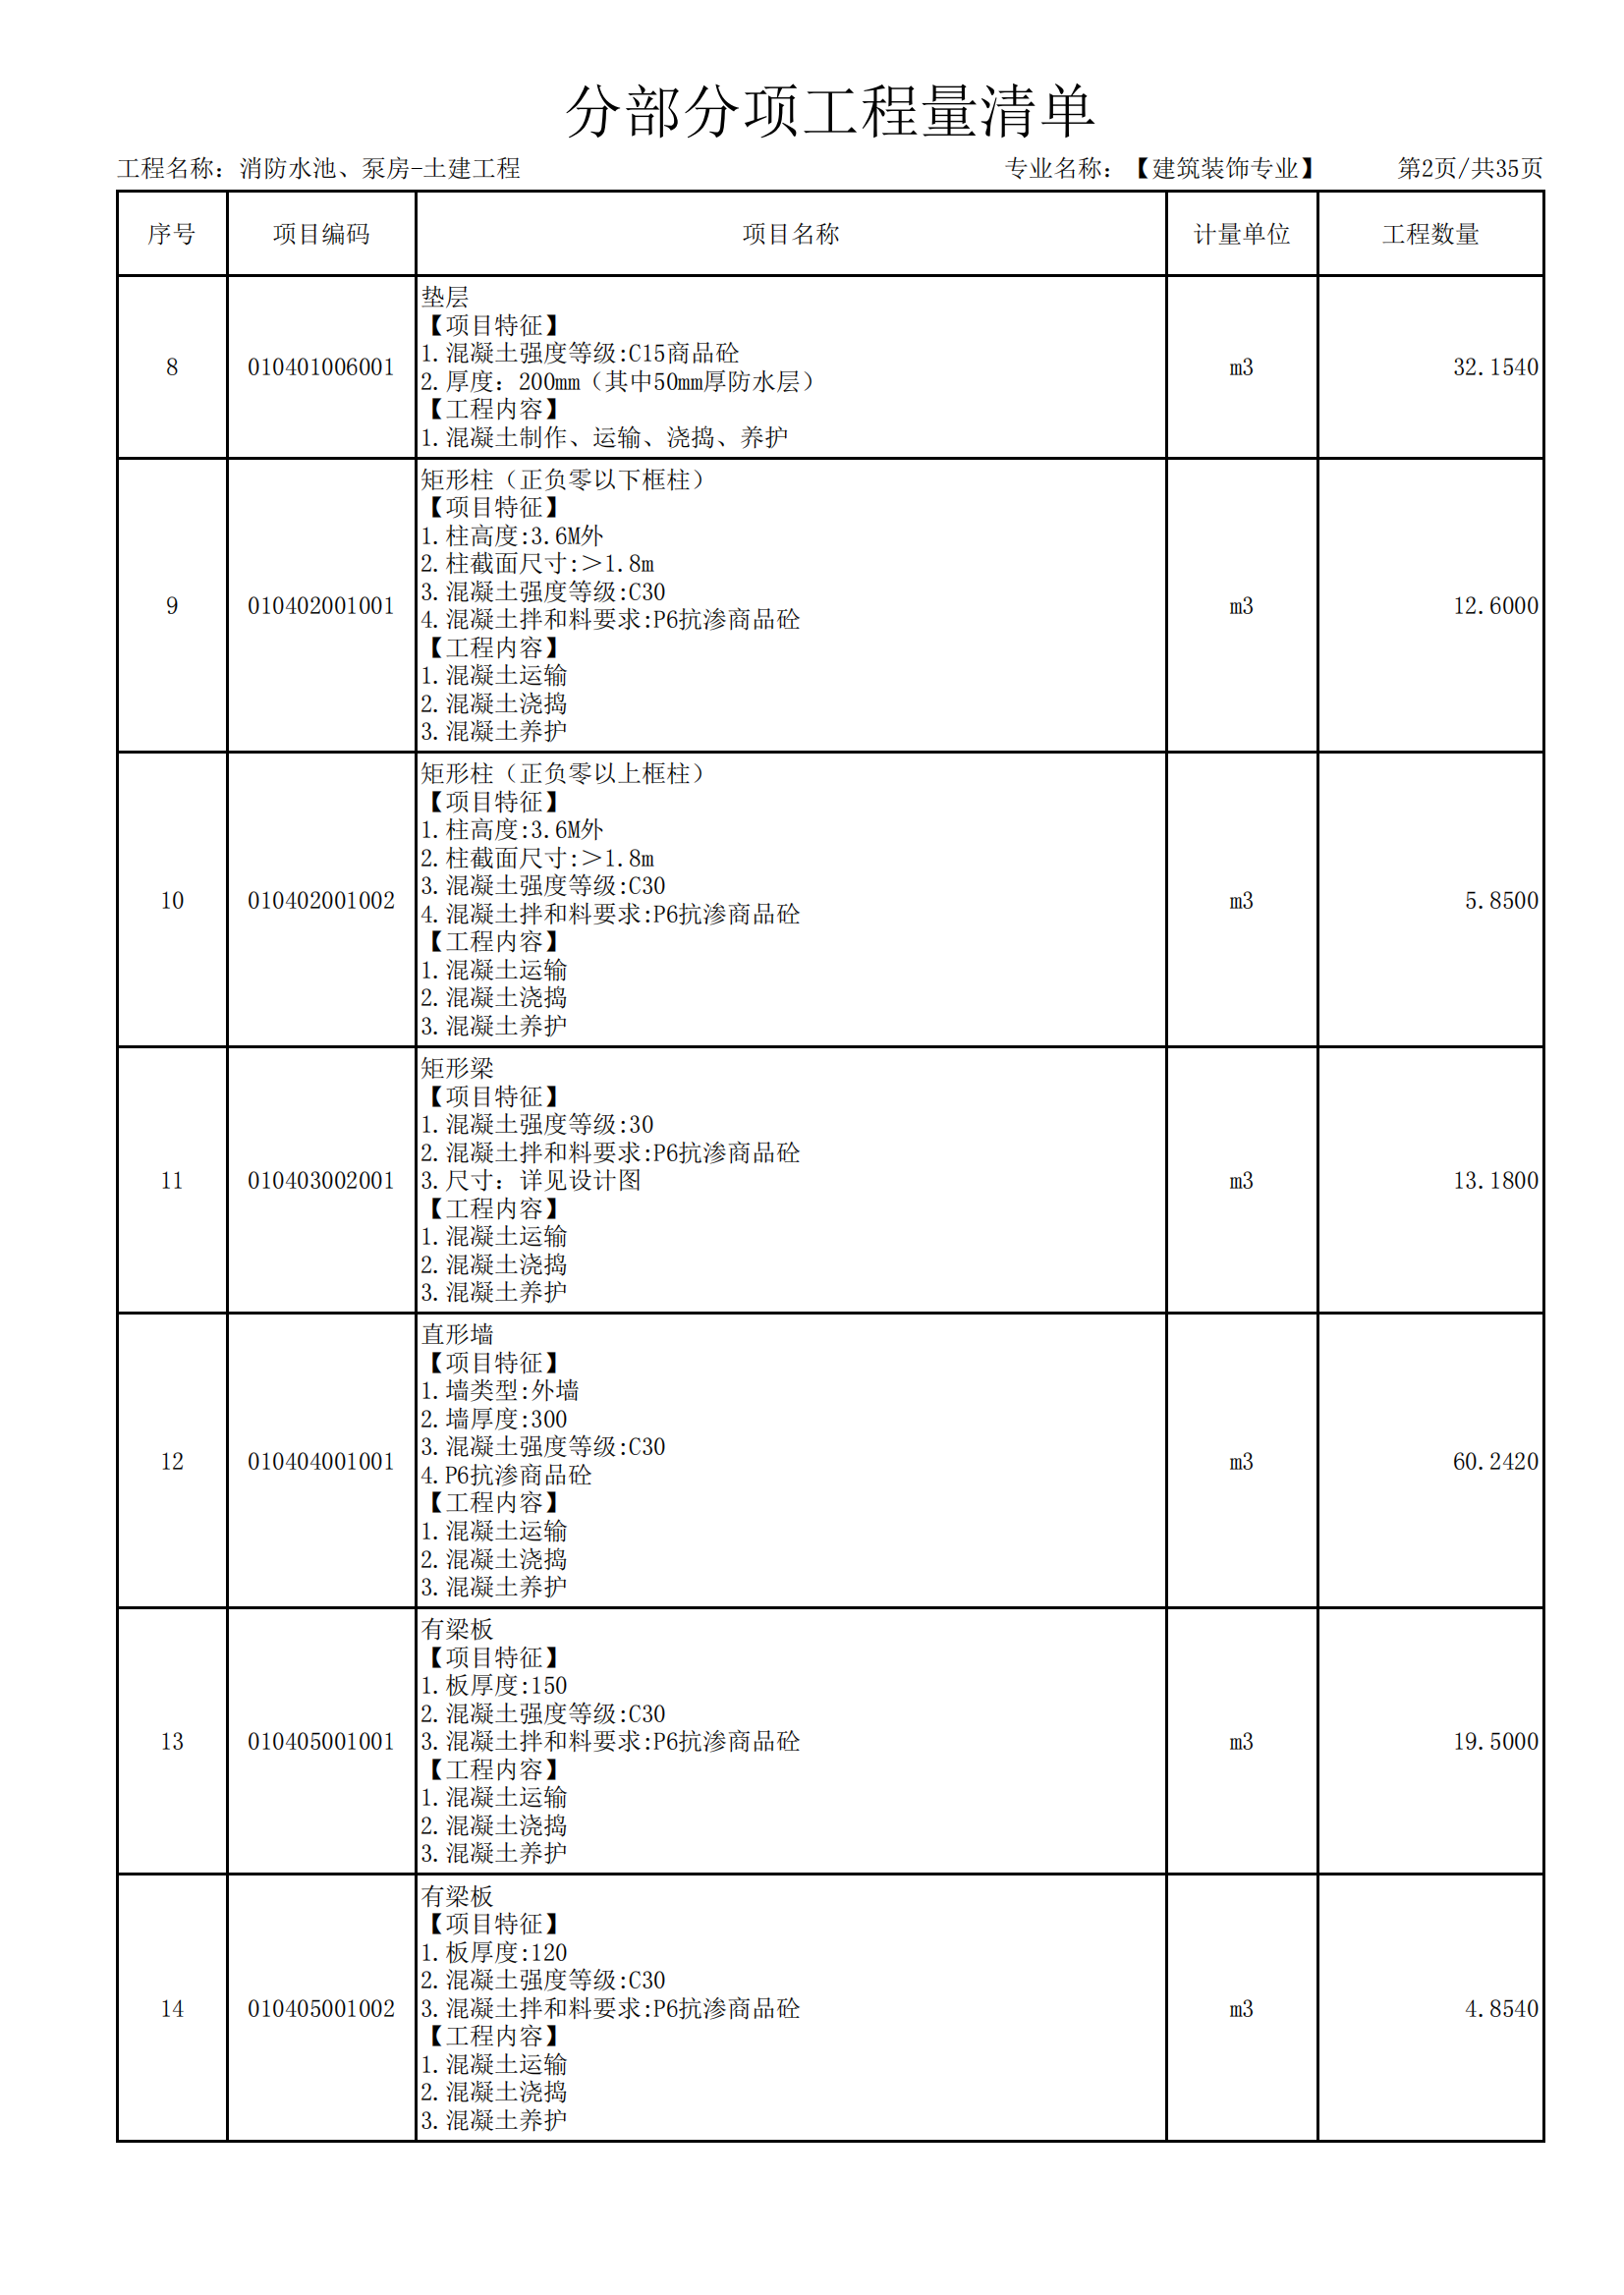 分部分项工程量清单
工程名称：消防水池、泵房-土建工程 专业名称：【建筑装饰专业】 第2页/共35页
序号 项目编码 项目名称 计量单位 工程数量
垫层
【项目特征】
1.混凝土强度等级:C15商品砼
8 010401006001 2.厚度：200mm（其中50mm厚防水层） m3 32.1540
【工程内容】
1.混凝土制作、运输、浇捣、养护
矩形柱（正负零以下框柱）
【项目特征】
1.柱高度:3.6M外
2.柱截面尺寸:＞1.8m
3.混凝土强度等级:C30
9 010402001001 4.混凝土拌和料要求:P6抗渗商品砼 m3 12.6000
【工程内容】
1.混凝土运输
2.混凝土浇捣
3.混凝土养护
矩形柱（正负零以上框柱）
【项目特征】
1.柱高度:3.6M外
2.柱截面尺寸:＞1.8m
3.混凝土强度等级:C30
10 010402001002 4.混凝土拌和料要求:P6抗渗商品砼 m3 5.8500
【工程内容】
1.混凝土运输
2.混凝土浇捣
3.混凝土养护
矩形梁
【项目特征】
1.混凝土强度等级:30
2.混凝土拌和料要求:P6抗渗商品砼
11 010403002001 3.尺寸：详见设计图 m3 13.1800
【工程内容】
1.混凝土运输
2.混凝土浇捣
3.混凝土养护
直形墙
【项目特征】
1.墙类型:外墙
2.墙厚度:300
3.混凝土强度等级:C30
12 010404001001 4.P6抗渗商品砼 m3 60.2420
【工程内容】
1.混凝土运输
2.混凝土浇捣
3.混凝土养护
有梁板
【项目特征】
1.板厚度:150
2.混凝土强度等级:C30
13 010405001001 3.混凝土拌和料要求:P6抗渗商品砼 m3 19.5000
【工程内容】
1.混凝土运输
2.混凝土浇捣
3.混凝土养护
有梁板
【项目特征】
1.板厚度:120
2.混凝土强度等级:C30
14 010405001002 3.混凝土拌和料要求:P6抗渗商品砼 m3 4.8540
【工程内容】
1.混凝土运输
2.混凝土浇捣
3.混凝土养护